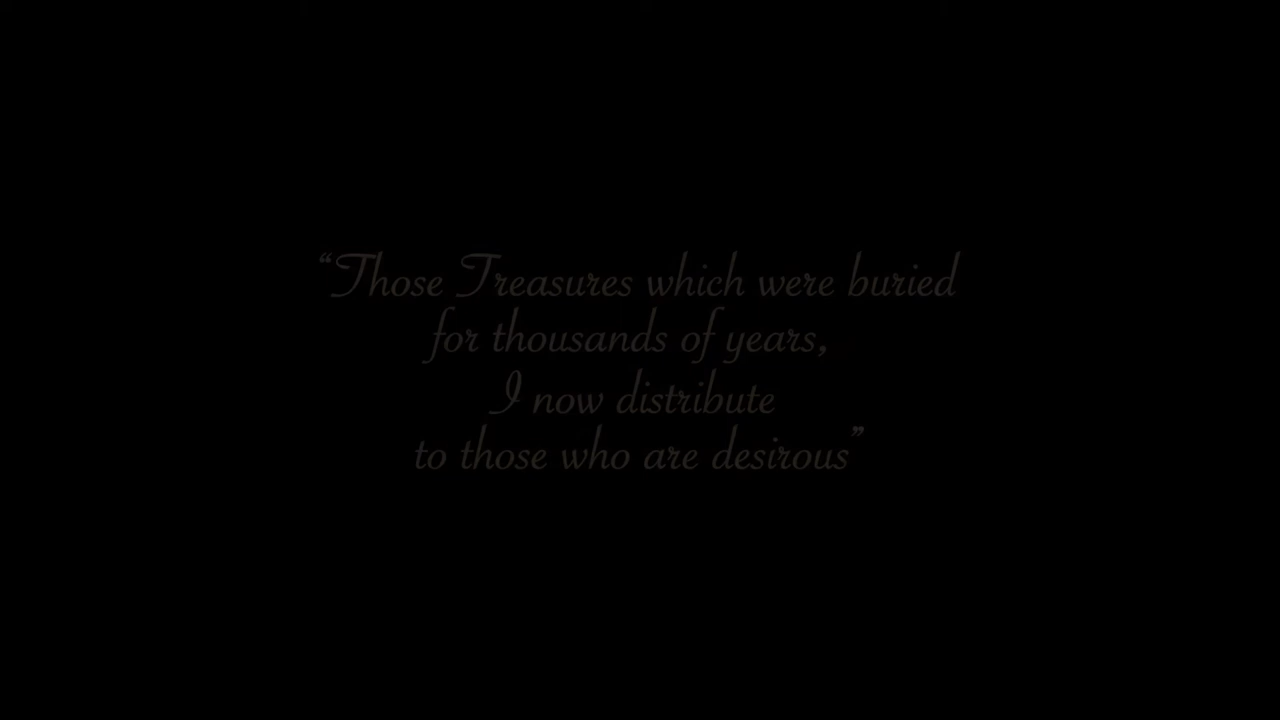 “Those Treasures which were buried
for thousands of years,
I now distribute
to those who are desirous”